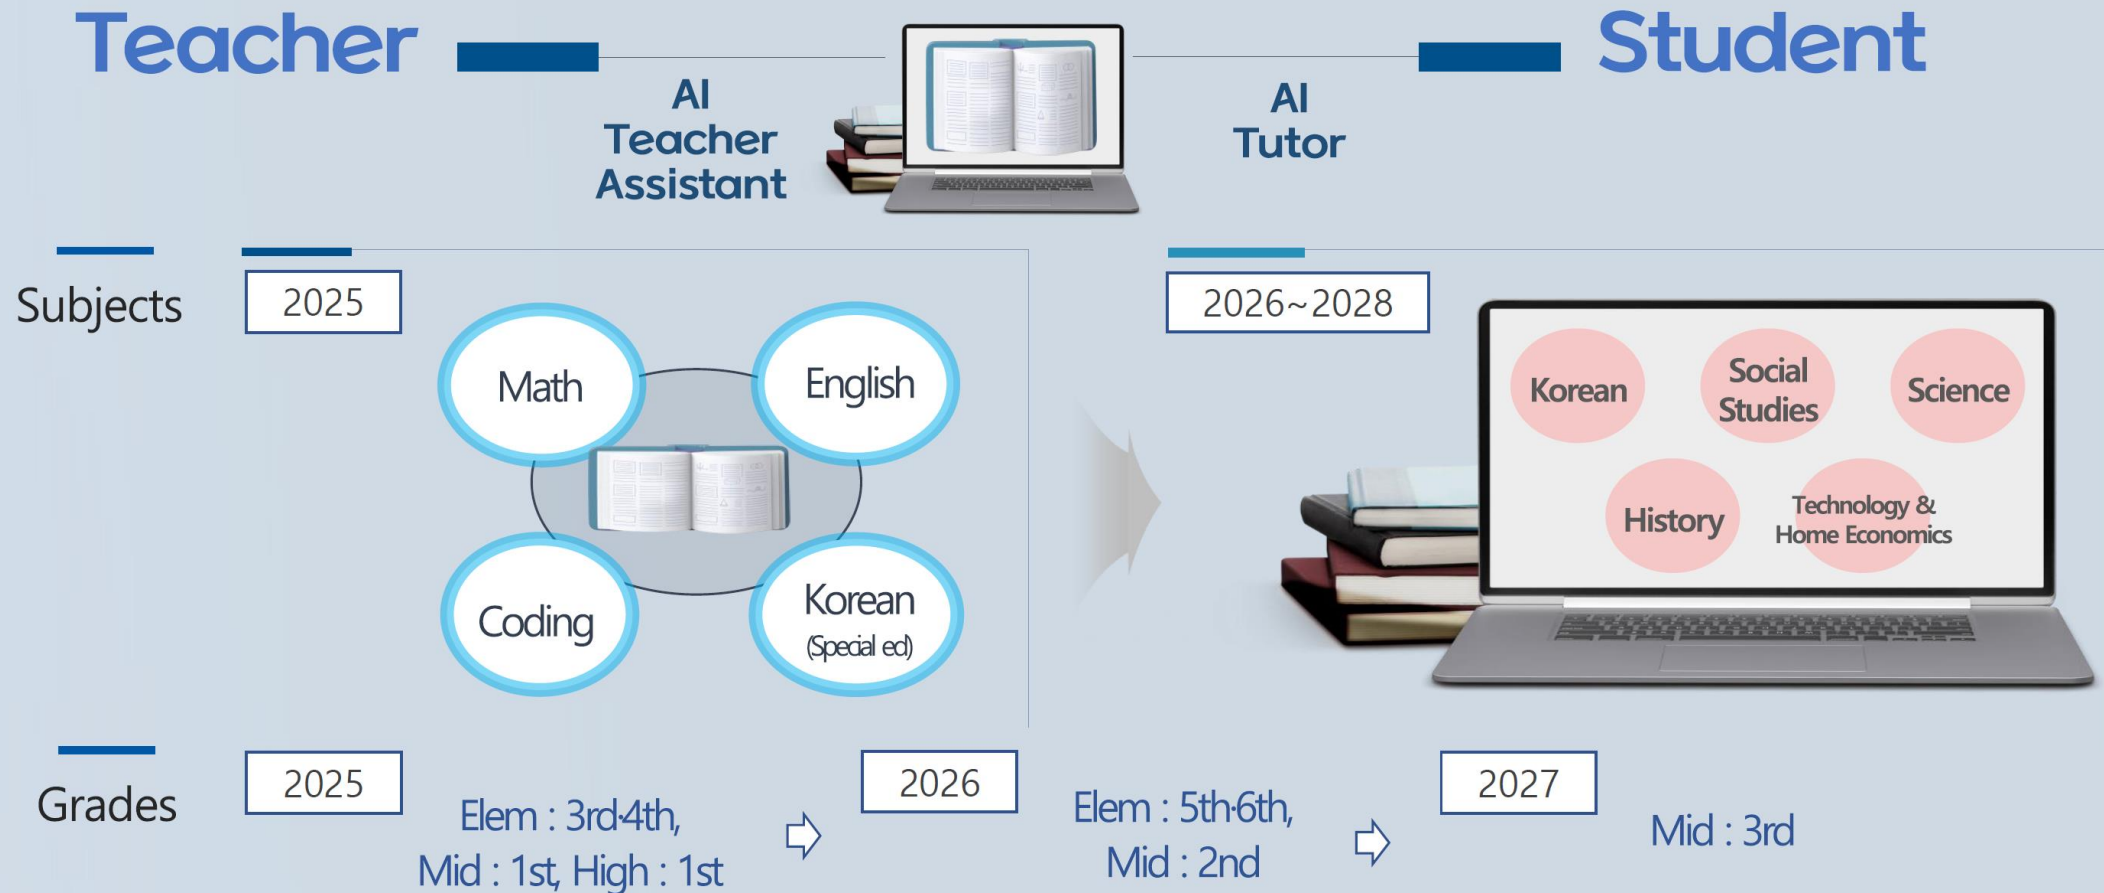 Teacher
Student
AI
Teacher
Assistant
AI
Tutor
Subjects
2025
Math
English
Coding
Korean
(Special ed)
2026~2028
Korean
Social
Studies
Science
History
Technology &
Home Economics
Grades
2025
Elem : 3rd·4th,
Mid : 1st, High : 1st
2026
Elem : 5th·6th,
Mid : 2nd
2027
Mid : 3rd